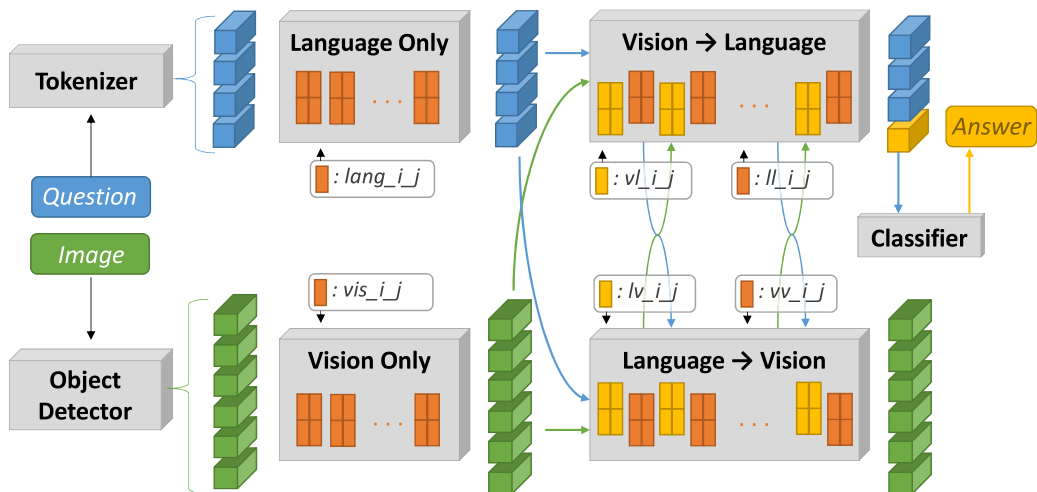 Tokenizer
Question
Image
Object
Detector
Language Only
. . .
: lang_i_j
: vis_i_j
Vision Only
. . .
Vision → Language
. . .
: vl_i_j
: ll_i_j
: lv_i_j
: vv_i_j
Language → Vision
. . .
Answer
Classifier